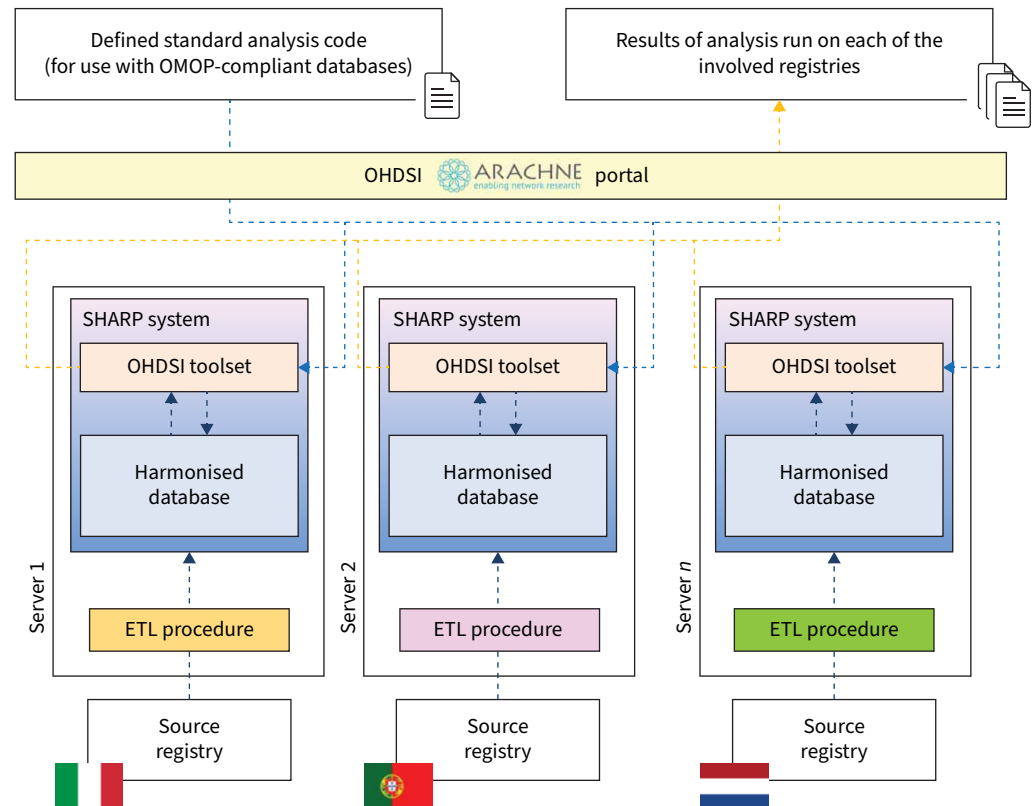 Defined standard analysis code
(for use with OMOP-compliant databases)
Results of analysis run on each of the
involved registries
OHDSI ARACHNE portal
enabling network research
Server 1
SHARP system
OHDSI toolset
Harmonised
database
ETL procedure
Source
registry
Server 2
SHARP system
OHDSI toolset
Harmonised
database
ETL procedure
Source
registry
Server n
SHARP system
OHDSI toolset
Harmonised
database
ETL procedure
Source
registry